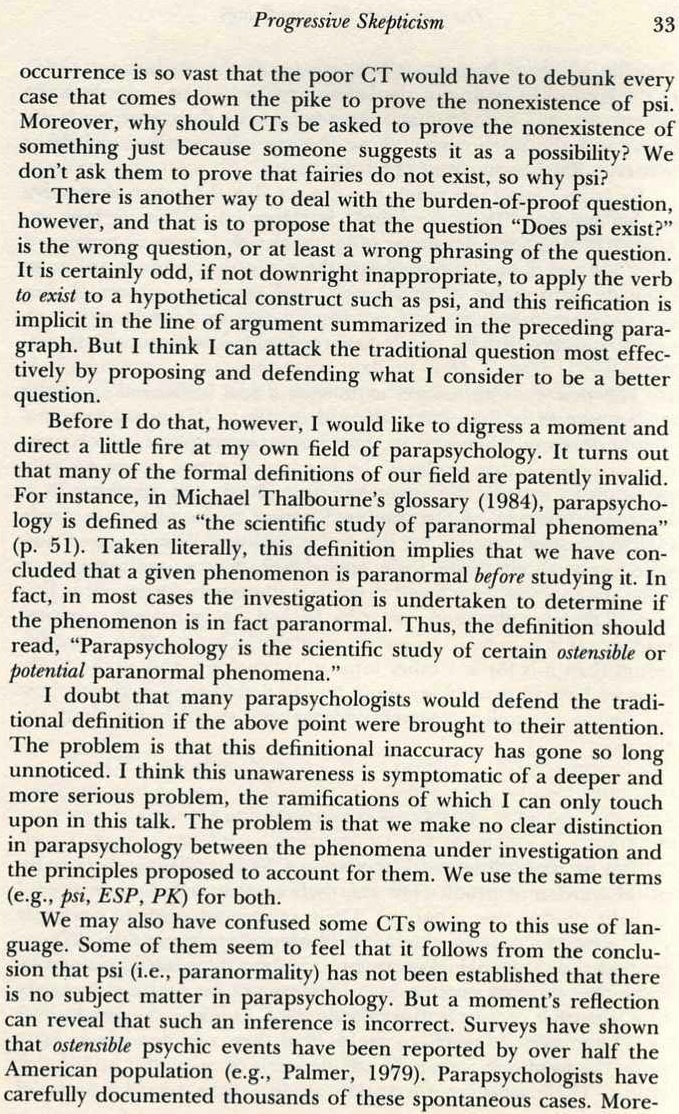 Progressive Skepticism 33
occurrence is so vast that the poor CT would have to debunk every
case that comes down the pike to prove the nonexistence of psi.
Moreover, why should CTs be asked to prove the nonexistence of
something just because someone suggests it as a possibility? We
don't ask them to prove that fairies do not exist, so why psi?
There is another way to deal with the burden-of-proof question,
however, and that is to propose that the question "Does psi exist?"
is the wrong question, or at least a wrong phrasing of the question.
It is certainly odd, if not downright inappropriate, to apply the verb
to exist to a hypothetical construct such as psi, and this reification is
implicit in the line of argument summarized in the preceding para-
graph. But I think I can attack the traditional question most effec-
tively by proposing and defending what I consider to be a better
question.
Before I do that, however, I would like to digress a moment and
direct a little fire at my own field of parapsychology. It turns out
that many of the formal definitions of our field are patently invalid.
For instance, in Michael Thalbourne's glossary (1984), parapsycho-
logy is defined as "the scientific study of paranormal phenomena"
(p. 51). Taken literally, this definition implies that we have con-
cluded that a given phenomenon is paranormal before studying it. In
fact, in most cases the investigation is undertaken to determine if
the phenomenon is in fact paranormal. Thus, the definition should
read, "Parapsychology is the scientific study of certain ostensible or
potential paranormal phenomena."
I doubt that many parapsychologists would defend the tradi-
tional definition if the above point were brought to their attention.
The problem is that this definitional inaccuracy has gone so long
unnoticed. I think this unawareness is symptomatic of a deeper and
more serious problem, the ramifications of which I can only touch
upon in this talk. The problem is that we make no clear distinction
in parapsychology between the phenomena under investigation and
the principles proposed to account for them. We use the same terms
(e.g., psi, ESP, PK) for both.
We may also have confused some CTs owing to this use of lan-
guage. Some of them seem to feel that it follows from the conclu-
sion that psi (i.e., paranormality) has not been established that there
is no subject matter in parapsychology. But a moment's reflection
can reveal that such an inference is incorrect. Surveys have shown
that ostensible psychic events have been reported by over half the
American population (e.g., Palmer, 1979). Parapsychologists have
carefully documented thousands of these spontaneous cases. More-